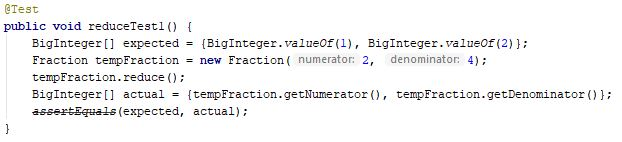 @Test
public void reduceTest1() {
    BigInteger[] expected = {BigInteger.valueOf(1), BigInteger.valueOf(2)};
    Fraction tempFraction = new Fraction( numerator: 2, denominator: 4);
    tempFraction.reduce();
    BigInteger[] actual = {tempFraction.getNumerator(), tempFraction.getDenominator()};
    assertEquals(expected, actual);
}